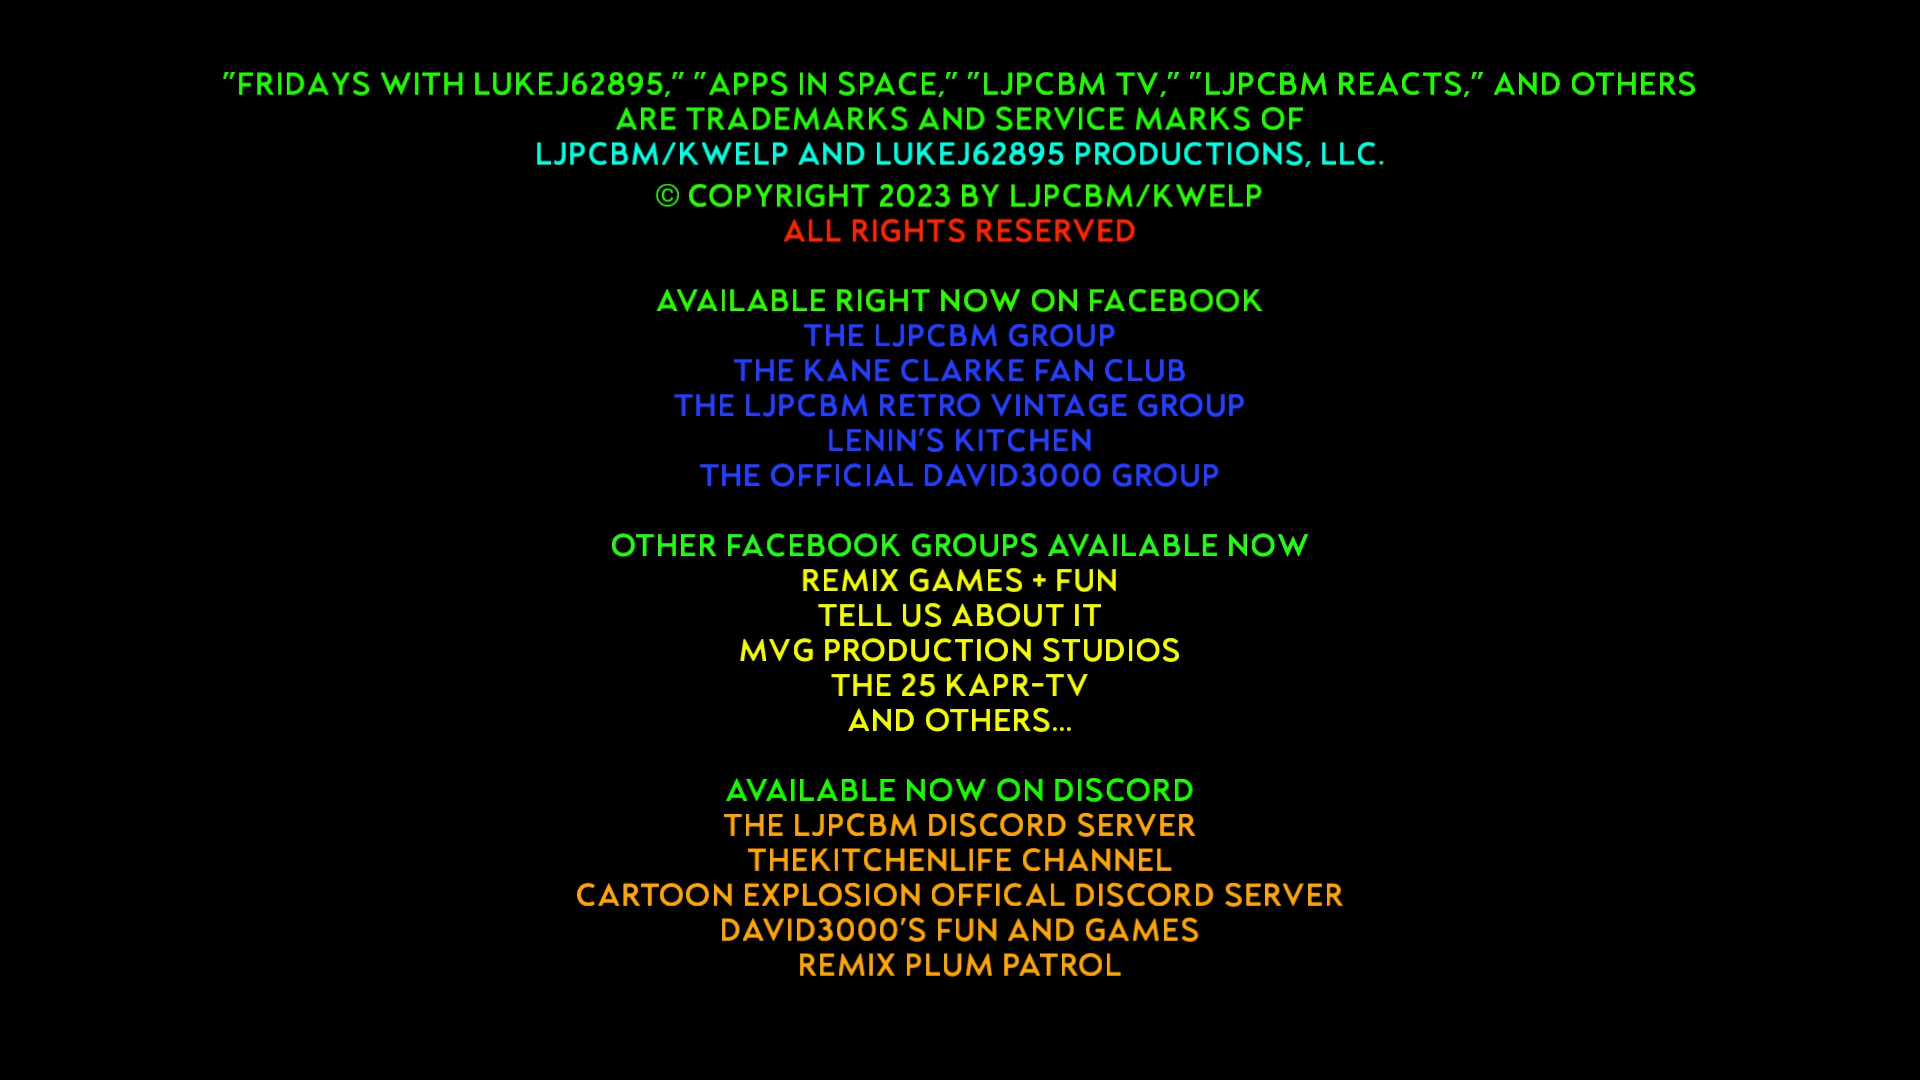 "FRIDAYS WITH LUKEJ62895," "APPS IN SPACE," "LJPCBM TV," "LJPCBM REACTS," AND OTHERS
ARE TRADEMARKS AND SERVICE MARKS OF
LJPCBM/KWELP AND LUKEJ62895 PRODUCTIONS, LLC.
© COPYRIGHT 2023 BY LJPCBM/KWELP
ALL RIGHTS RESERVED
AVAILABLE RIGHT NOW ON FACEBOOK
THE LJPCBM GROUP
THE KANE CLARKE FAN CLUB
THE LJPCBM RETRO VINTAGE GROUP
LENIN'S KITCHEN
THE OFFICIAL DAVID3000 GROUP
OTHER FACEBOOK GROUPS AVAILABLE NOW
REMIX GAMES + FUN
TELL US ABOUT IT
MVG PRODUCTION STUDIOS
THE 25 KAPR-TV
AND OTHERS...
AVAILABLE NOW ON DISCORD
THE LJPCBM DISCORD SERVER
THEKITCHENLIFE CHANNEL
CARTOON EXPLOSION OFFICAL DISCORD SERVER
DAVID3000'S FUN AND GAMES
REMIX PLUM PATROL